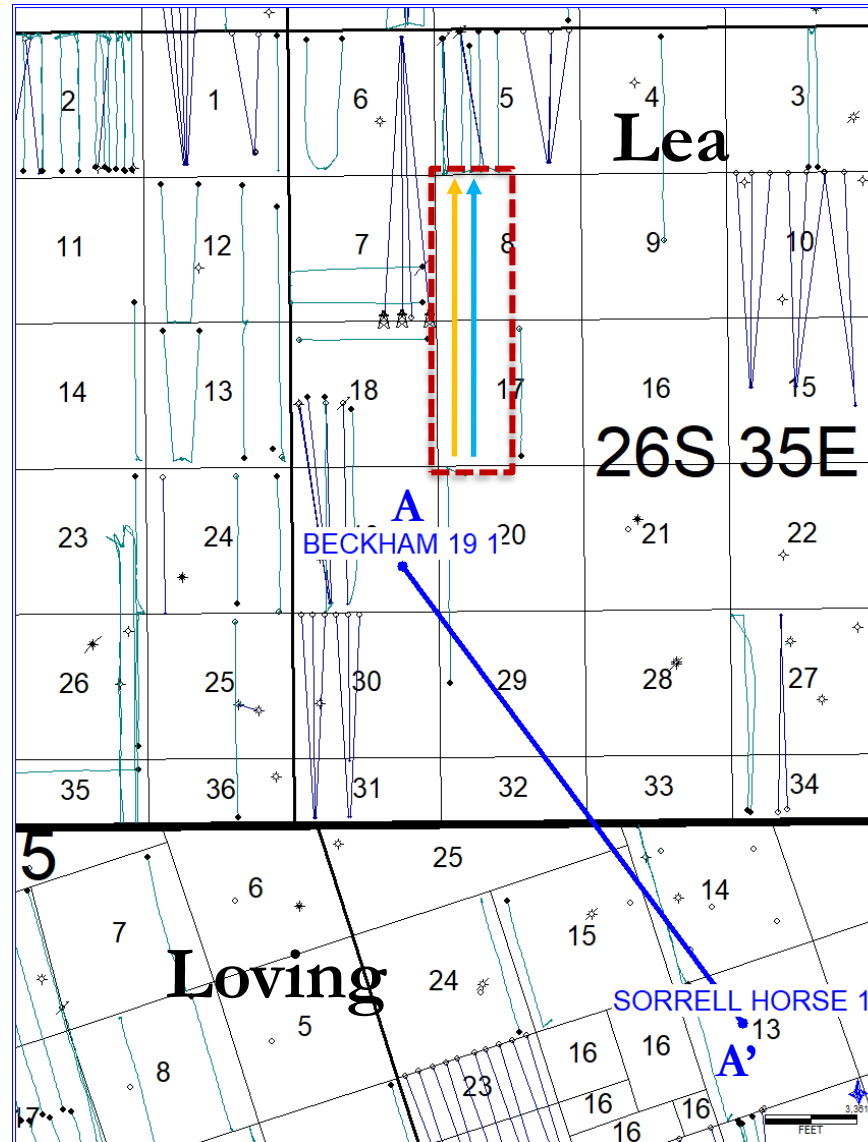 2 1 6 5 4 3
Lea
11 12 7 8 9 10
14 13 18 17 16 15
26S 35E
A
23 24 20 21 22
BECKHAM 19 1
26 25 30 29 28 27
35 36 31 32 33 34
5
25
6 14
7 15
Loving
24
SORRELL HORSE 1
5 13
16 16
8 A’
23
16 16
17 16
FEET